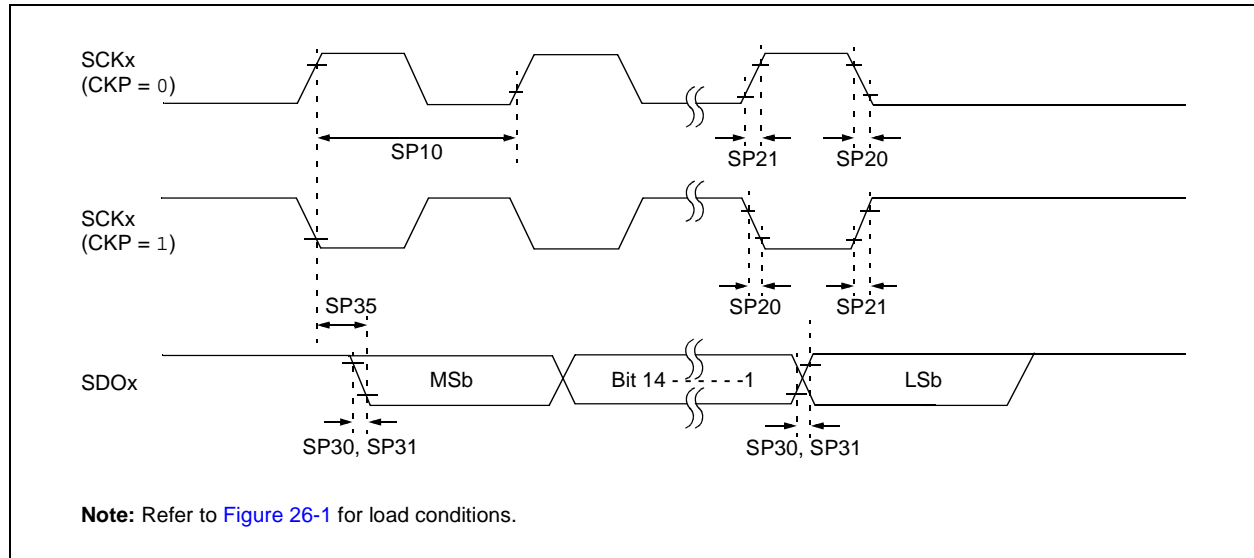 SCKx
(CKP = 0)
SP10
SP21
SP20
SCKx
(CKP = 1)
SP35
SP20
SP21
SDOx
MSb
Bit 14 - - - - - -1
LSb
SP30, SP31
SP30, SP31
Note: Refer to Figure 26-1 for load conditions.